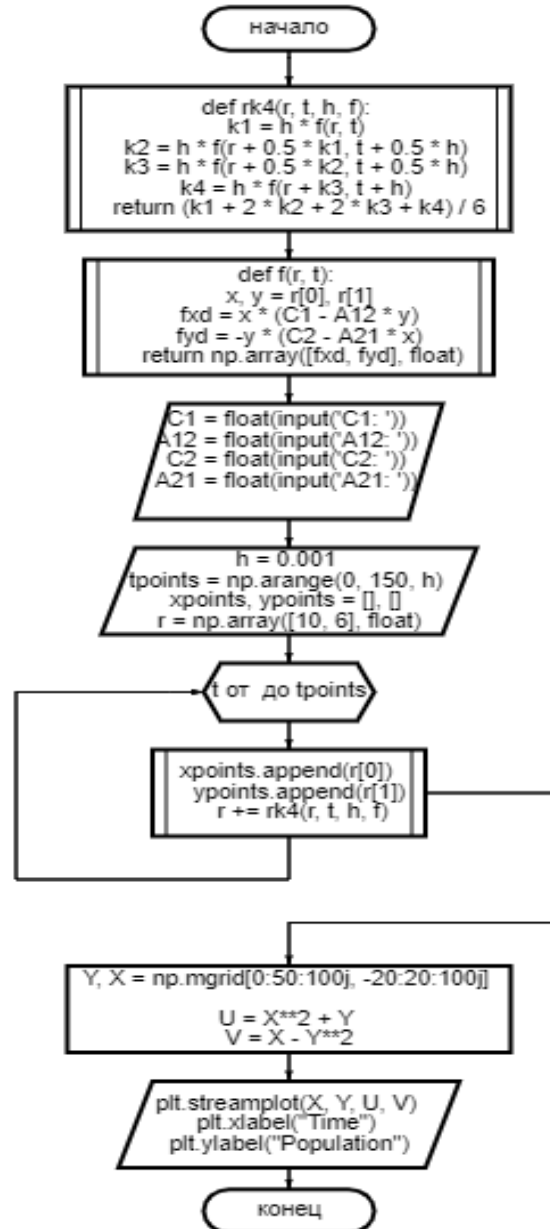 начало
def rk4(r, t, h, f):
k1 = h * f(r, t)
k2 = h * f(r + 0.5 * k1, t + 0.5 * h)
k3 = h * f(r + 0.5 * k2, t + 0.5 * h)
k4 = h * f(r + k3, t + h)
return (k1 + 2 * k2 + 2 * k3 + k4) / 6
def f(r, t):
x, y = r[0], r[1]
fxd = x * (C1 - A12 * y)
fyd = -y * (C2 - A21 * x)
return np.array([fxd, fyd], float)
C1 = float(input('C1: '))
A12 = float(input('A12: '))
C2 = float(input('C2: '))
A21 = float(input('A21: '))
h = 0.001
tpoints = np.arange(0, 150, h)
xpoints, ypoints = [], []
r = np.array([10, 6], float)
t от до tpoints
xpoints.append(r[0])
ypoints.append(r[1])
r += rk4(r, t, h, f)
Y, X = np.mgrid[0:50:100j, -20:20:100j]
U = X**2 + Y
V = X - Y**2
plt.streamplot(X, Y, U, V)
plt.xlabel("Time")
plt.ylabel("Population")
конец